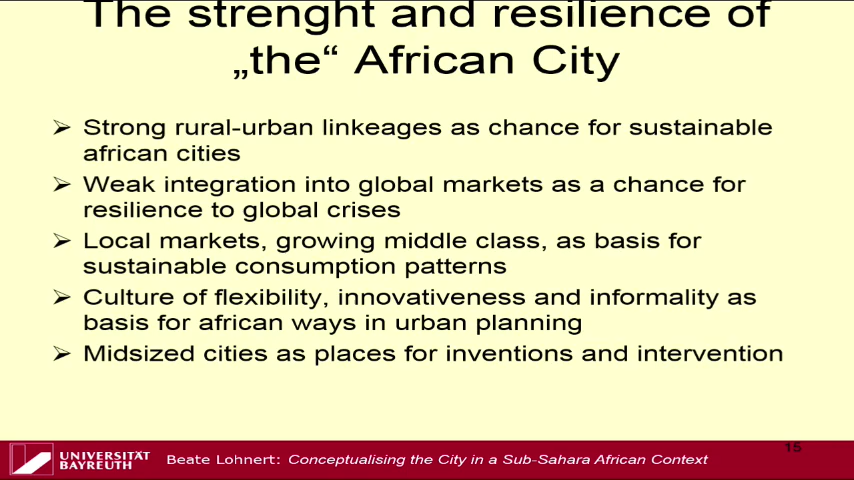 The strenght and resilience of
„the“ African City
➢ Strong rural-urban linkeages as chance for sustainable
african cities
➢ Weak integration into global markets as a chance for
resilience to global crises
➢ Local markets, growing middle class, as basis for
sustainable consumption patterns
➢ Culture of flexibility, innovativeness and informality as
basis for african ways in urban planning
➢ Midsized cities as places for inventions and intervention
15
UNIVERSITÄT
BAYREUTH
Beate Lohnert: Conceptualising the City in a Sub-Sahara African Context